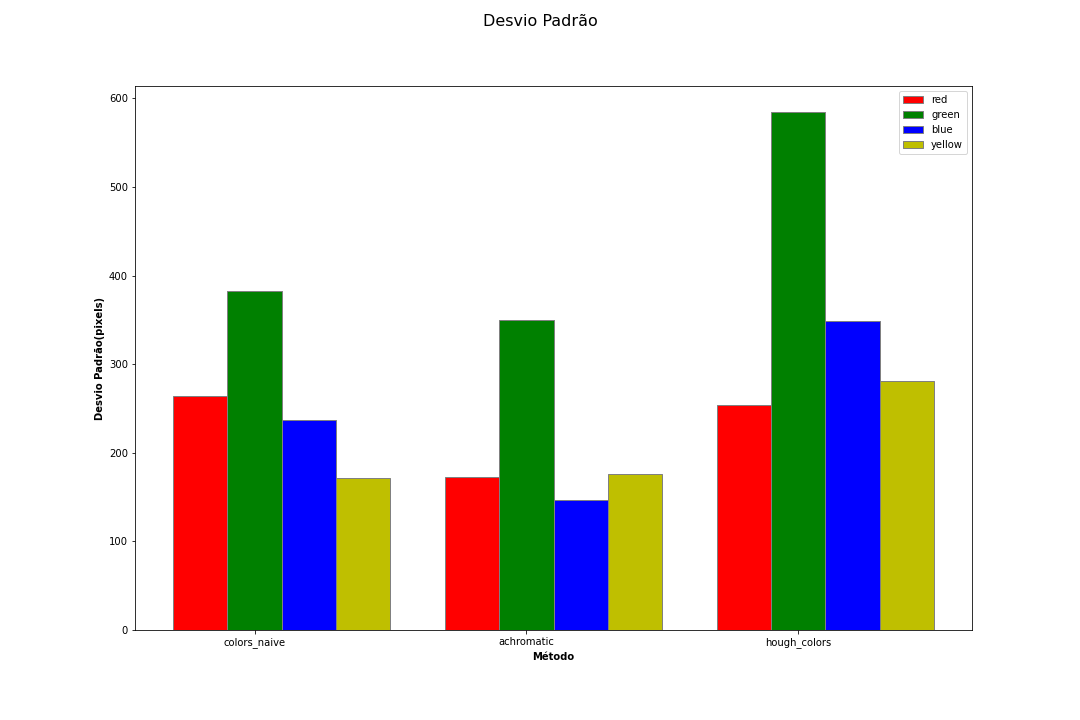 Desvio Padrão
600
500
400
300
200
100
0
Desvio Padrão(pixels)
red
green
blue
yellow
colors_naive
achromatic
hough_colors
Método